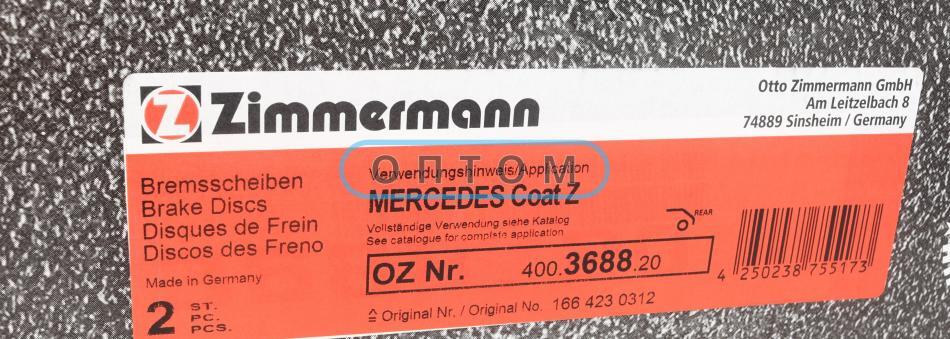 Z Zimmermann
Otto Zimmermann GmbH
Am Leitzelbach 8
74889 Sinsheim / Germany
Bremsscheiben
Brake Discs
Disques de Frein
Discos des Freno
Made in Germany
2 ST.
PC.
PCS.
Verwendungshinweis/Application
MERCEDES Coat Z
Vollständige Verwendung siehe Katalog
See catalogue for complete application
REAR
OZ Nr. 400.3688.20
≙ Original Nr. / Original No. 166 423 0312
4 250238 755173
ОПТОМ